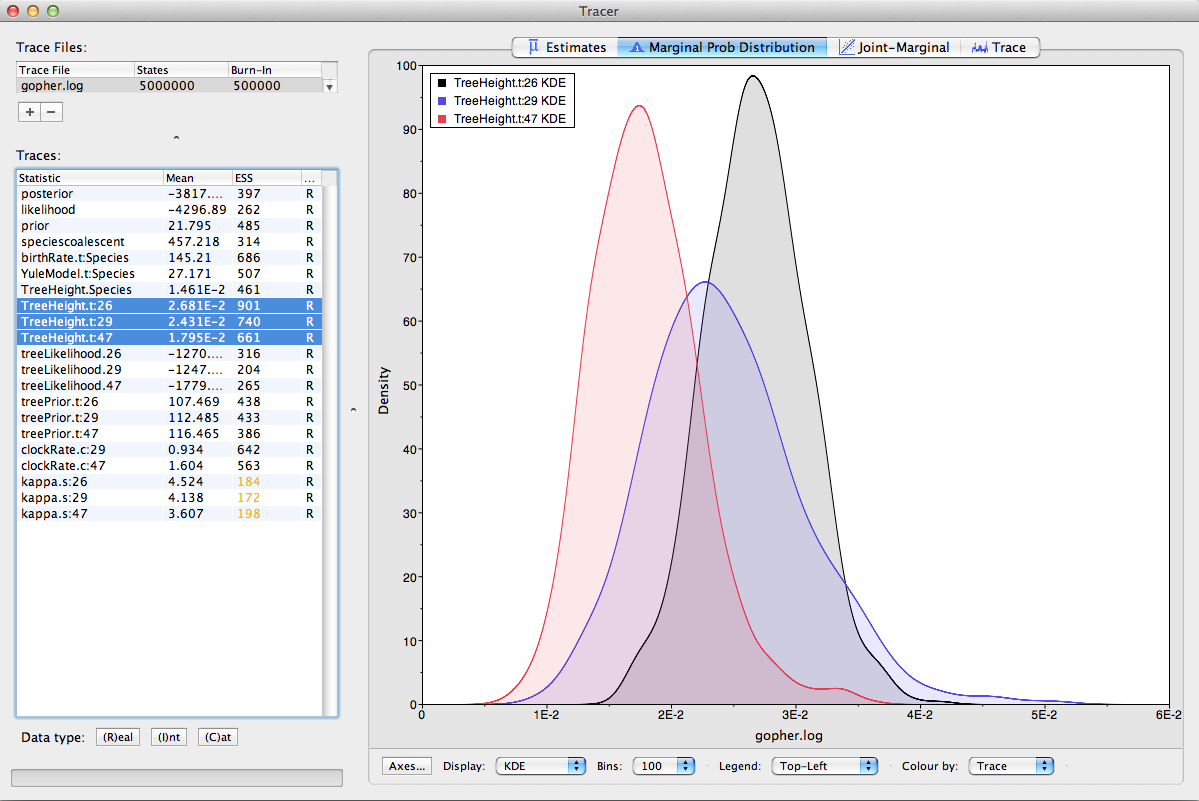 Tracer
Trace Files:
Trace File States Burn-In
gopher.log 5000000 500000
+ −
Traces:
Statistic Mean ESS ...
posterior -3817.... 397 R
likelihood -4296.89 262 R
prior 21.795 485 R
speciescoalescent 457.218 314 R
birthRate.t:Species 145.21 686 R
YuleModel.t:Species 27.171 507 R
TreeHeight.Species 1.461E-2 461 R
TreeHeight.t:26 2.681E-2 901 R
TreeHeight.t:29 2.431E-2 740 R
TreeHeight.t:47 1.795E-2 661 R
treeLikelihood.26 -1270.... 316 R
treeLikelihood.29 -1247.... 204 R
treeLikelihood.47 -1779.... 265 R
treePrior.t:26 107.469 438 R
treePrior.t:29 112.485 433 R
treePrior.t:47 116.465 386 R
clockRate.c:29 0.934 642 R
clockRate.c:47 1.604 563 R
kappa.s:26 4.524 184 R
kappa.s:29 4.138 172 R
kappa.s:47 3.607 198 R
Data type: (R)eal (I)nt (C)at
Estimates Marginal Prob Distribution Joint-Marginal Trace
TreeHeight.t:26 KDE
TreeHeight.t:29 KDE
TreeHeight.t:47 KDE
100
90
80
70
60
50
40
30
20
10
0
Density
0 1E-2 2E-2 3E-2 4E-2 5E-2 6E-2
gopher.log
Axes... Display: KDE Bins: 100 Legend: Top-Left Colour by: Trace